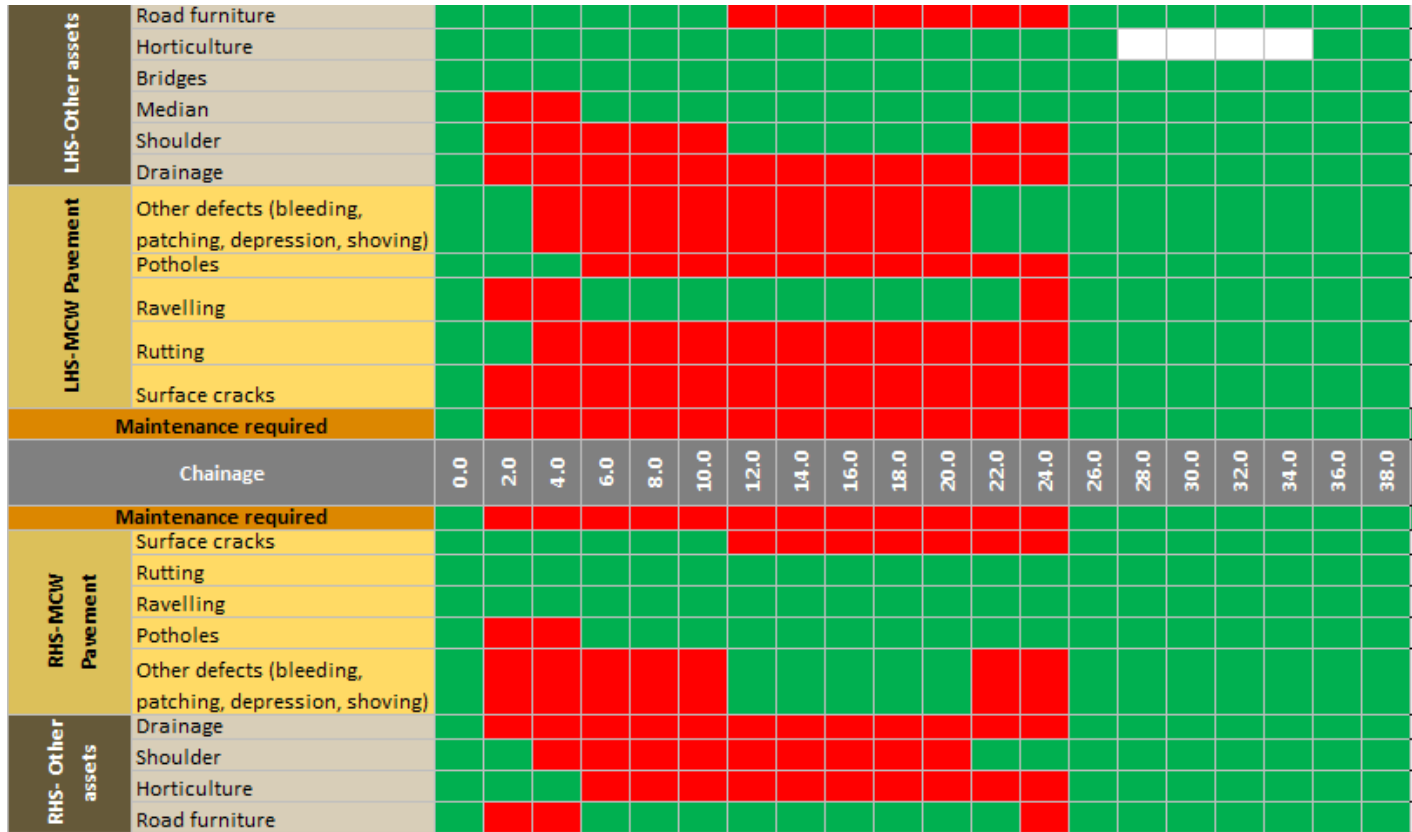 LHS-Other assets
Road furniture
Horticulture
Bridges
Median
Shoulder
Drainage
LHS-MCW Pavement
Other defects (bleeding,
patching, depression, shoving)
Potholes
Ravelling
Rutting
Surface cracks
Maintenance required
Chainage 0.0 2.0 4.0 6.0 8.0 10.0 12.0 14.0 16.0 18.0 20.0 22.0 24.0 26.0 28.0 30.0 32.0 34.0 36.0 38.0
Maintenance required
RHS-MCW
Pavement
Surface cracks
Rutting
Ravelling
Potholes
Other defects (bleeding,
patching, depression, shoving)
RHS- Other
assets
Drainage
Shoulder
Horticulture
Road furniture